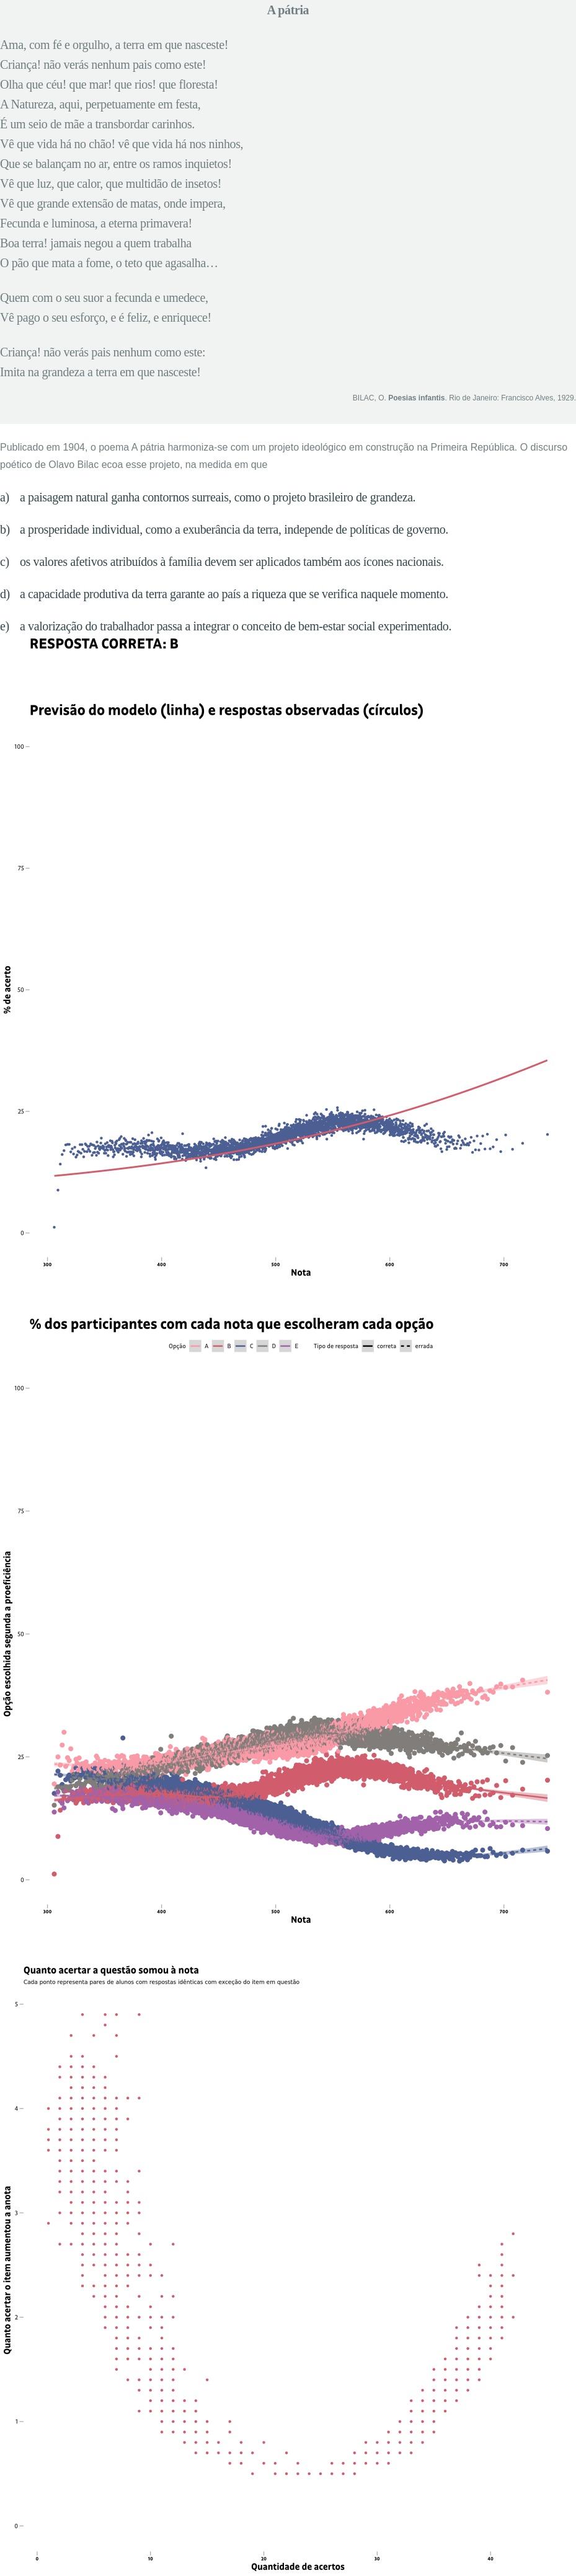 A pátria
Ama, com fé e orgulho, a terra em que nasceste!
Criança! não verás nenhum pais como este!
Olha que céu! que mar! que rios! que floresta!
A Natureza, aqui, perpetuamente em festa,
É um seio de mãe a transbordar carinhos.
Vê que vida há no chão! vê que vida há nos ninhos,
Que se balançam no ar, entre os ramos inquietos!
Vê que luz, que calor, que multidão de insetos!
Vê que grande extensão de matas, onde impera,
Fecunda e luminosa, a eterna primavera!
Boa terra! jamais negou a quem trabalha
O pão que mata a fome, o teto que agasalha…
Quem com o seu suor a fecunda e umedece,
Vê pago o seu esforço, e é feliz, e enriquece!
Criança! não verás pais nenhum como este:
Imita na grandeza a terra em que nasceste!
BILAC, O. Poesias infantis. Rio de Janeiro: Francisco Alves, 1929.
Publicado em 1904, o poema A pátria harmoniza-se com um projeto ideológico em construção na Primeira República. O discurso
poético de Olavo Bilac ecoa esse projeto, na medida em que
a) a paisagem natural ganha contornos surreais, como o projeto brasileiro de grandeza.
b) a prosperidade individual, como a exuberância da terra, independe de políticas de governo.
c) os valores afetivos atribuídos à família devem ser aplicados também aos ícones nacionais.
d) a capacidade produtiva da terra garante ao país a riqueza que se verifica naquele momento.
e) a valorização do trabalhador passa a integrar o conceito de bem-estar social experimentado.
RESPOSTA CORRETA: B
Previsão do modelo (linha) e respostas observadas (círculos)
100
75
50
25
0
% de acerto
300 400 500 600 700
Nota
% dos participantes com cada nota que escolheram cada opção
Opção A B C D E Tipo de resposta correta errada
100
75
50
25
0
Opção escolhida segunda a proeficiência
300 400 500 600 700
Nota
Quanto acertar a questão somou à nota
Cada ponto representa pares de alunos com respostas idênticas com exceção do item em questão
5
4
3
2
1
0
Quanto acertar o item aumentou a anota
0 10 20 30 40
Quantidade de acertos